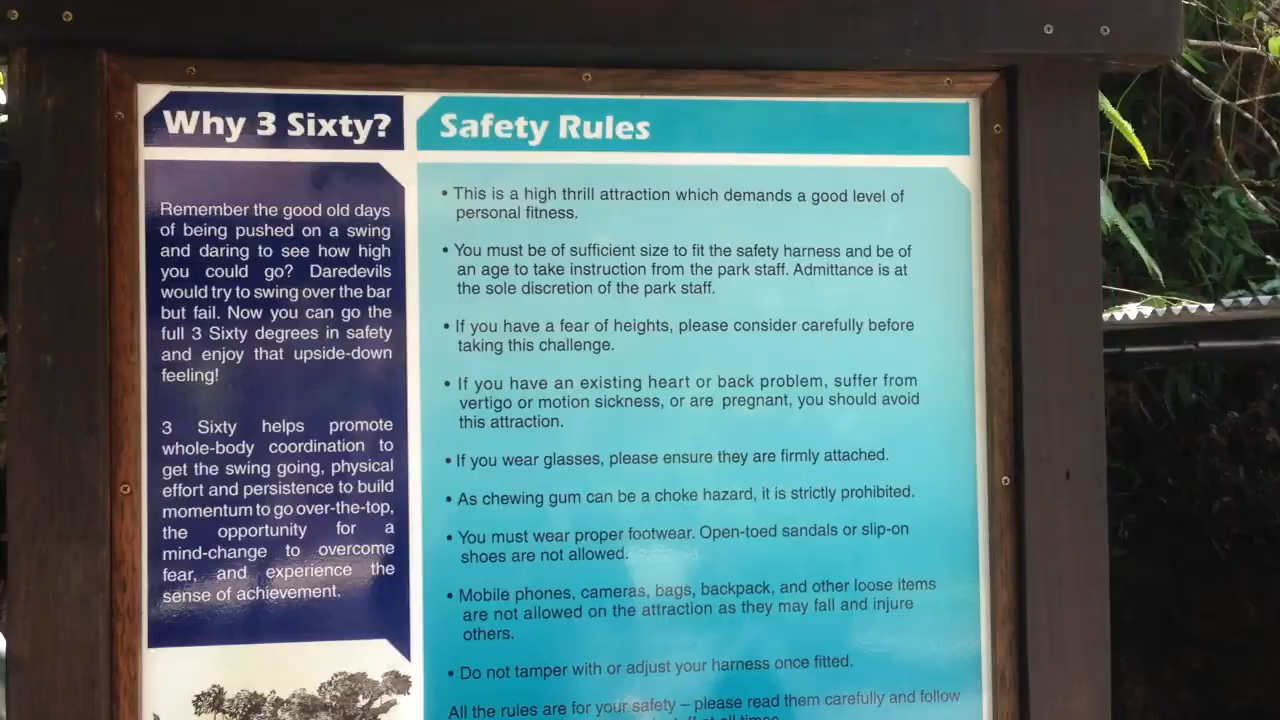 Why 3 Sixty?
Remember the good old days
of being pushed on a swing
and daring to see how high
you could go? Daredevils
would try to swing over the bar
but fail. Now you can go the
full 3 Sixty degrees in safety
and enjoy that upside-down
feeling!
3 Sixty helps promote
whole-body coordination to
get the swing going, physical
effort and persistence to build
momentum to go over-the-top,
the opportunity for a
mind-change to overcome
fear, and experience the
sense of achievement.
Safety Rules
• This is a high thrill attraction which demands a good level of
personal fitness.
• You must be of sufficient size to fit the safety harness and be of
an age to take instruction from the park staff. Admittance is at
the sole discretion of the park staff.
• If you have a fear of heights, please consider carefully before
taking this challenge.
• If you have an existing heart or back problem, suffer from
vertigo or motion sickness, or are pregnant, you should avoid
this attraction.
• If you wear glasses, please ensure they are firmly attached.
• As chewing gum can be a choke hazard, it is strictly prohibited.
• You must wear proper footwear. Open-toed sandals or slip-on
shoes are not allowed.
• Mobile phones, cameras, bags, backpack, and other loose items
are not allowed on the attraction as they may fall and injure
others.
• Do not tamper with or adjust your harness once fitted.
All the rules are for your safety – please read them carefully and follow
at all times